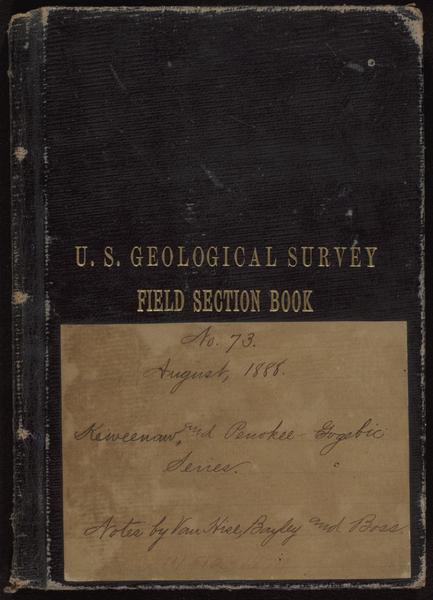 U. S. GEOLOGICAL SURVEY
FIELD SECTION BOOK
No. 73.
August, 1888.
Keweenaw, and Penokee-Gogebic
Series.
Notes by Van Hise, Bayley and Boss.